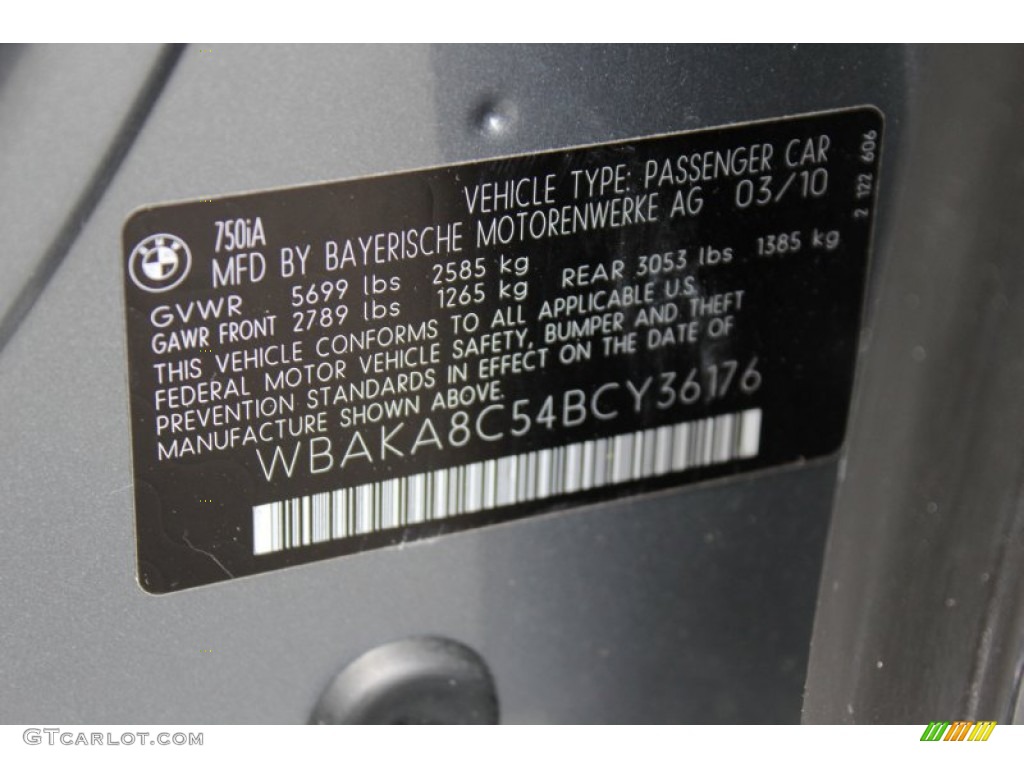 VEHICLE TYPE: PASSENGER CAR
750iA
MFD BY BAYERISCHE MOTORENWERKE AG 03/10
GVWR 5699 lbs 2585 kg
GAWR FRONT 2789 lbs 1265 kg REAR 3053 lbs 1385 kg
THIS VEHICLE CONFORMS TO ALL APPLICABLE U.S.
FEDERAL MOTOR VEHICLE SAFETY, BUMPER AND THEFT
PREVENTION STANDARDS IN EFFECT ON THE DATE OF
MANUFACTURE SHOWN ABOVE.
WBAKA8C54BCY36176
2 122 606
GTCARLOT.COM